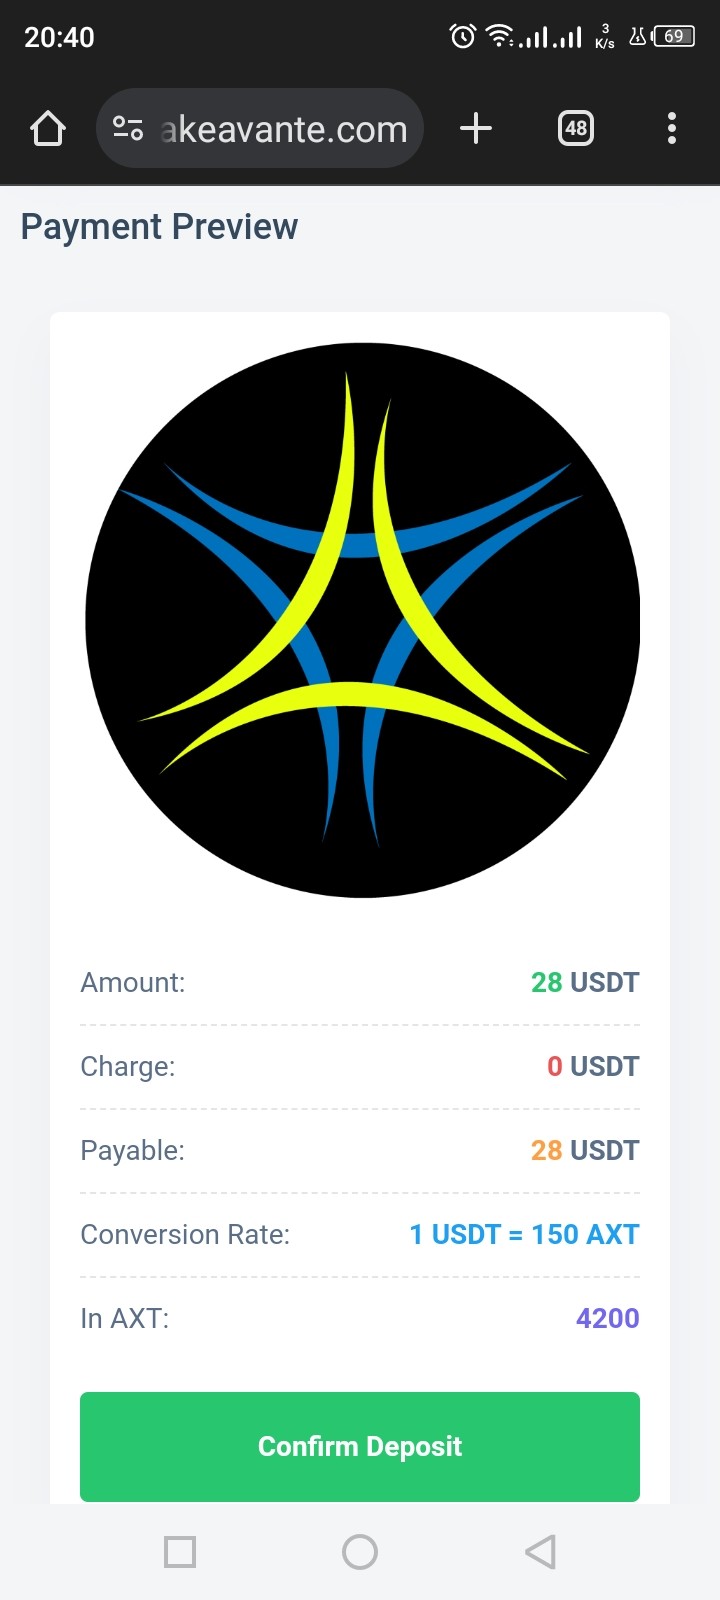 20:40
3
K/s
69
akeavante.com
48
Payment Preview
Amount: 28 USDT
Charge: 0 USDT
Payable: 28 USDT
Conversion Rate: 1 USDT = 150 AXT
In AXT: 4200
Confirm Deposit